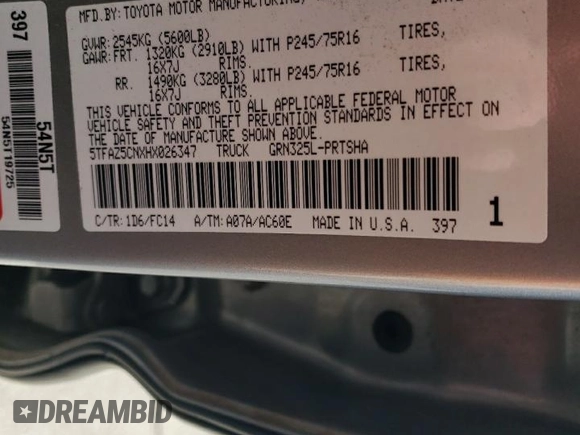 MFD.BY: TOYOTA MOTOR MANUFACTURING,
GVWR: 2545KG (5600LB)
GAWR: FRT. 1320KG (2910LB) WITH P245/75R16 TIRES,
16X7J RIMS.
RR. 1490KG (3280LB) WITH P245/75R16 TIRES,
16X7J RIMS.
THIS VEHICLE CONFORMS TO ALL APPLICABLE FEDERAL MOTOR
VEHICLE SAFETY AND THEFT PREVENTION STANDARDS IN EFFECT ON
THE DATE OF MANUFACTURE SHOWN ABOVE.
5TFAZ5CNXHX026347 TRUCK GRN325L-PRTSHA
C/TR: 1D6/FC14 A/TM: A07A/AC60E MADE IN U.S.A. 397
1
397
54N5T
54N5T19725
DREAMBID